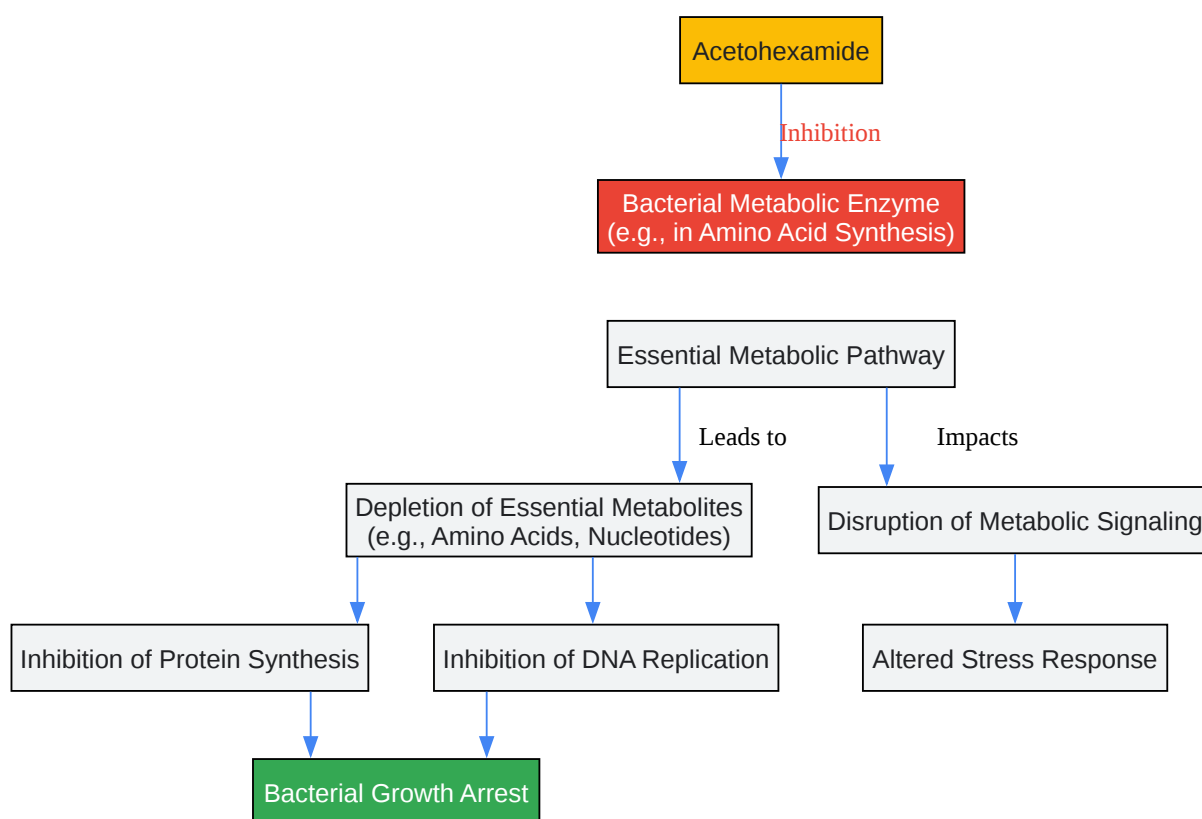 Acetohexamide
Inhibition
Bacterial Metabolic Enzyme
(e.g., in Amino Acid Synthesis)
Essential Metabolic Pathway
Leads to
Impacts
Depletion of Essential Metabolites
(e.g., Amino Acids, Nucleotides)
Disruption of Metabolic Signaling
Inhibition of Protein Synthesis
Inhibition of DNA Replication
Altered Stress Response
Bacterial Growth Arrest